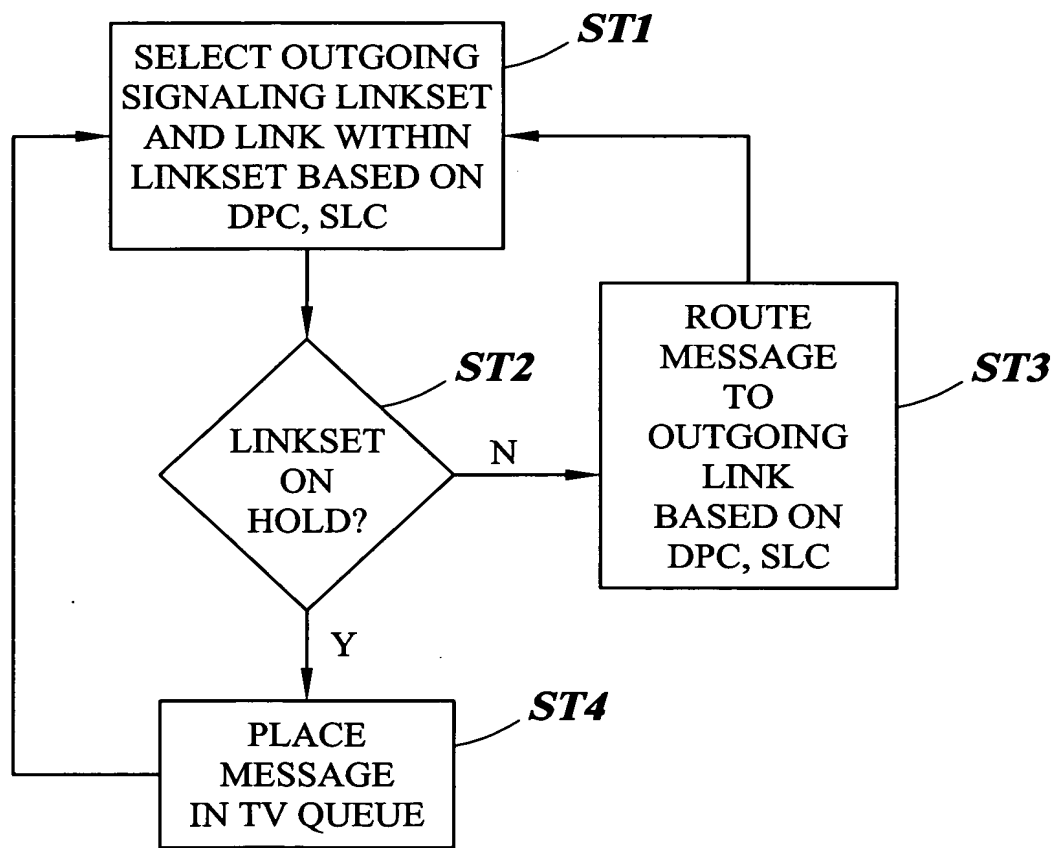 ST1
SELECT OUTGOING
SIGNALING LINKSET
AND LINK WITHIN
LINKSET BASED ON
DPC, SLC
ST2
LINKSET
ON
HOLD?
N
Y
ROUTE
MESSAGE
TO
OUTGOING
LINK
BASED ON
DPC, SLC
ST3
PLACE
MESSAGE
IN TV QUEUE
ST4